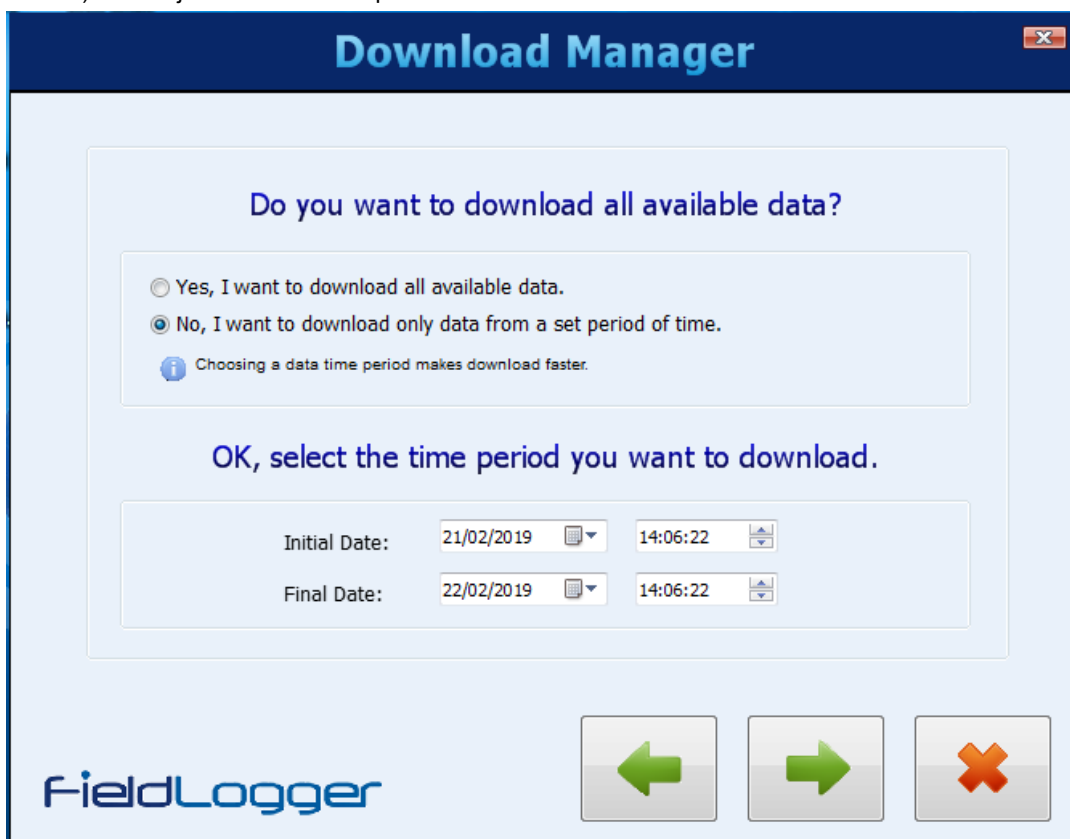 Download Manager
Do you want to download all available data?
Yes, I want to download all available data.
No, I want to download only data from a set period of time.
Choosing a data time period makes download faster.
OK, select the time period you want to download.
Initial Date: 21/02/2019 14:06:22
Final Date: 22/02/2019 14:06:22
FieldLogger